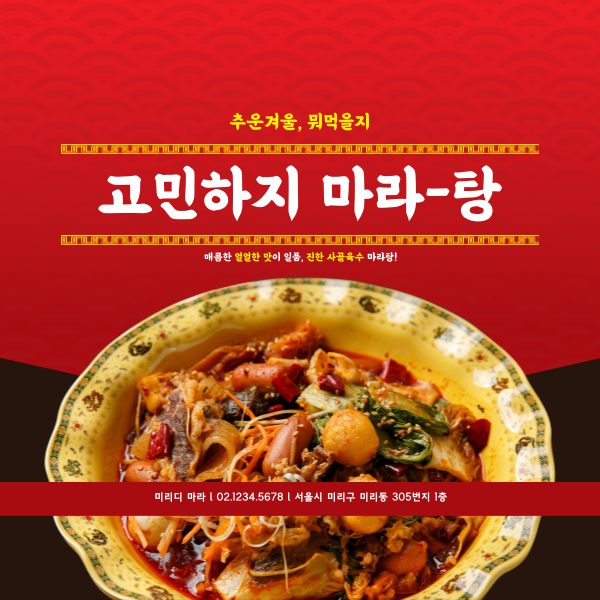 추운겨울, 뭐먹을지
고민하지 마라-탕
매콤한 얼얼한 맛이 일품, 진한 사골육수 마라탕!
미리디 마라 l 02.1234.5678 l 서울시 미리구 미리동 305번지 1층